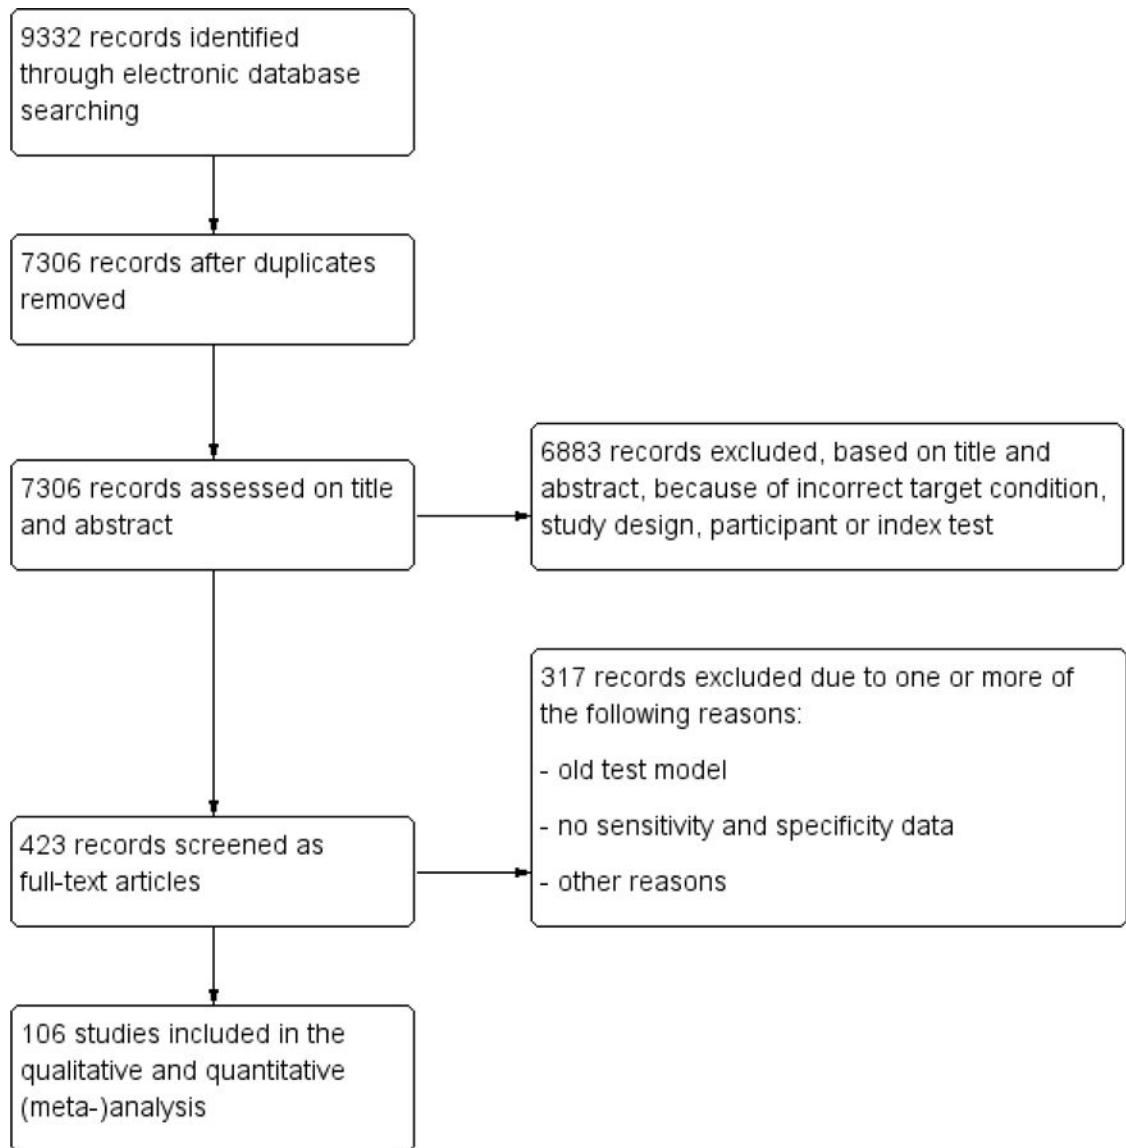 9332 records identified
through electronic database
searching
7306 records after duplicates
removed
7306 records assessed on title
and abstract
6883 records excluded, based on title and
abstract, because of incorrect target condition,
study design, participant or index test
317 records excluded due to one or more of
the following reasons:
- old test model
- no sensitivity and specificity data
- other reasons
423 records screened as
full-text articles
106 studies included in the
qualitative and quantitative
(meta-)analysis